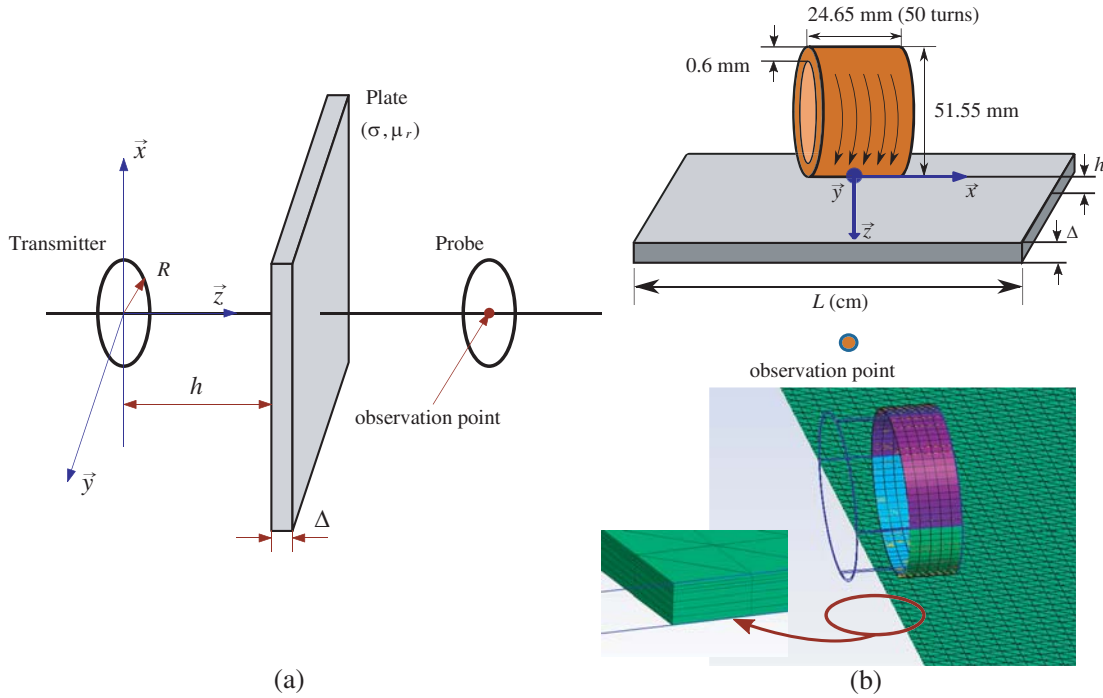 Plate
(σ, μr)
x⃗
Transmitter
R
z⃗
Probe
h
observation point
y⃗
Δ
(a)
24.65 mm (50 turns)
0.6 mm
51.55 mm
h
y⃗
x⃗
z⃗
Δ
L (cm)
observation point
(b)